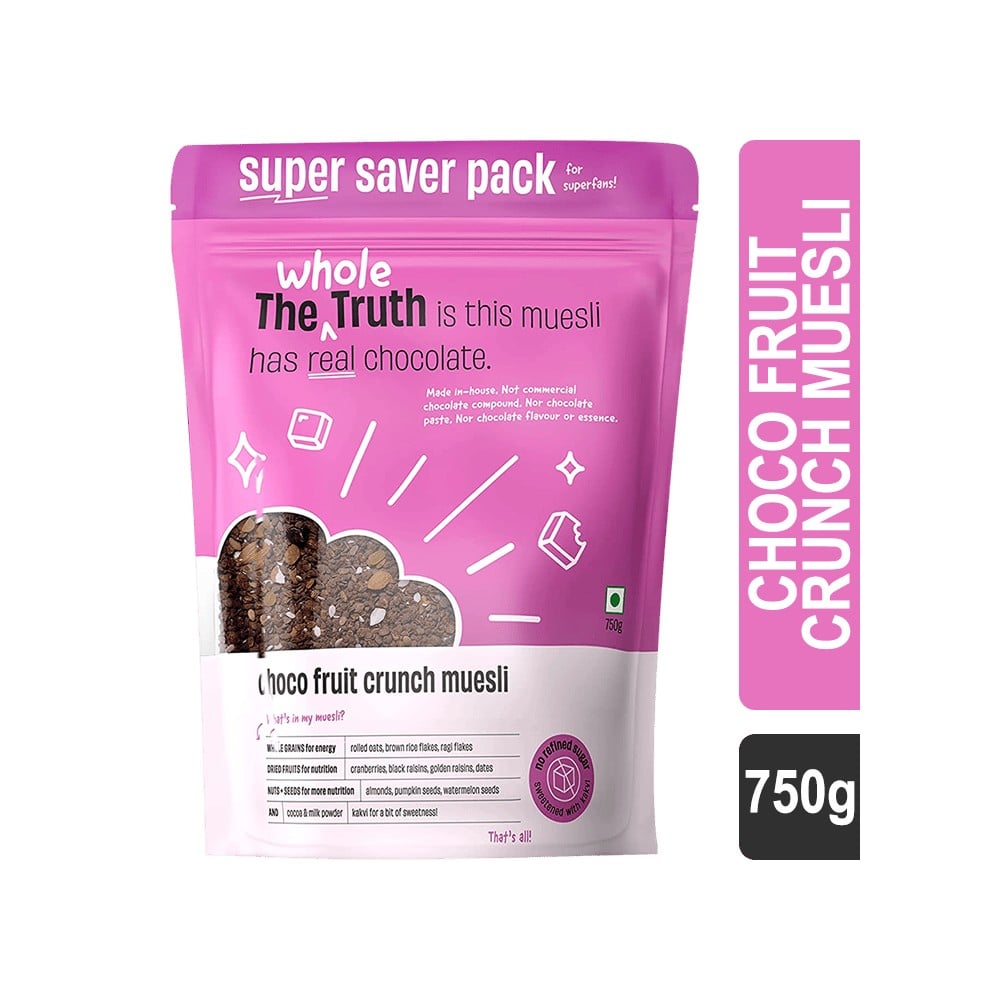 super saver pack for superfans!
whole
The ^ Truth is this muesli
has real chocolate.
Made in-house. Not commercial
chocolate compound. Nor chocolate
paste. Nor chocolate flavour or essence.
750g
choco fruit crunch muesli
What's in my muesli?
WHOLE GRAINS for energy rolled oats, brown rice flakes, ragi flakes
DRIED FRUITS for nutrition cranberries, black raisins, golden raisins, dates
NUTS + SEEDS for more nutrition almonds, pumpkin seeds, watermelon seeds
AND cocoa & milk powder kakvi for a bit of sweetness!
That's all!
no refined sugar
sweetened with kakvi
CHOCO FRUIT
CRUNCH MUESLI
750g